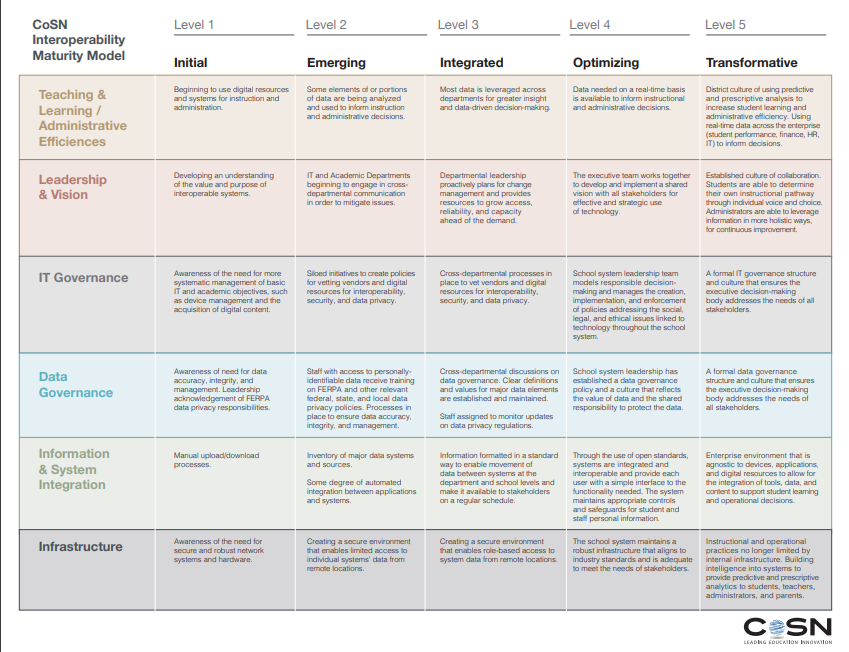 CoSN
Interoperability
Maturity Model
Level 1
Initial
Level 2
Emerging
Level 3
Integrated
Level 4
Optimizing
Level 5
Transformative
Teaching &
Learning /
Administrative
Efficiences
Beginning to use digital resources
and systems for instruction and
administration.
Some elements of or portions
of data are being analyzed
and used to inform instruction
and administrative decisions.
Most data is leveraged across
departments for greater insight
and data-driven decision-making.
Data needed on a real-time basis
is available to inform instructional
and administrative decisions.
District culture of using predictive
and prescriptive analysis to
increase student learning and
administrative efficiency. Using
real-time data across the enterprise
(student performance, finance, HR,
IT) to inform decisions.
Leadership
& Vision
Developing an understanding
of the value and purpose of
interoperable systems.
IT and Academic Departments
beginning to engage in cross-
departmental communication
in order to mitigate issues.
Departmental leadership
proactively plans for change
management and provides
resources to grow access,
reliability, and capacity
ahead of the demand.
The executive team works together
to develop and implement a shared
vision with all stakeholders for
effective and strategic use
of technology.
Established culture of collaboration.
Students are able to determine
their own instructional pathway
through individual voice and choice.
Administrators are able to leverage
information in more holistic ways,
for continuous improvement.
IT Governance
Awareness of the need for more
systematic management of basic
IT and academic objectives, such
as device management and the
acquisition of digital content.
Siloed initiatives to create policies
for vetting vendors and digital
resources for interoperability,
security, and data privacy.
Cross-departmental processes in
place to vet vendors and digital
resources for interoperability,
security, and data privacy.
School system leadership team
models responsible decision-
making and manages the creation,
implementation, and enforcement
of policies addressing the social,
legal, and ethical issues linked to
technology throughout the school
system.
A formal IT governance structure
and culture that ensures the
executive decision-making
body addresses the needs of all
stakeholders.
Data
Governance
Awareness of need for data
accuracy, integrity, and
management. Leadership
acknowledgement of FERPA
data privacy responsibilities.
Staff with access to personally-
identifiable data receive training
on FERPA and other relevant
federal, state, and local data
privacy policies. Processes in
place to ensure data accuracy,
integrity, and management.
Cross-departmental discussions on
data governance. Clear definitions
and values for major data elements
are established and maintained.
Staff assigned to monitor updates
on data privacy regulations.
School system leadership has
established a data governance
policy and a culture that reflects
the value of data and the shared
responsibility to protect the data.
A formal data governance
structure and culture that ensures
the executive decision-making
body addresses the needs of
all stakeholders.
Information
& System
Integration
Manual upload/download
processes.
Inventory of major data systems
and sources.
Some degree of automated
integration between applications
and systems.
Information formatted in a standard
way to enable movement of
data between systems at the
department and school levels and
make it available to stakeholders
on a regular schedule.
Through the use of open standards,
systems are integrated and
interoperable and provide each
user with a simple interface to the
functionality needed. The system
maintains appropriate controls
and safeguards for student and
staff personal information.
Enterprise environment that is
agnostic to devices, applications,
and digital resources to allow for
the integration of tools, data, and
content to support student learning
and operational decisions.
Infrastructure
Awareness of the need for
secure and robust network
systems and hardware.
Creating a secure environment
that enables limited access to
individual systems' data from
remote locations.
Creating a secure environment
that enables role-based access to
system data from remote locations.
The school system maintains a
robust infrastructure that aligns to
industry standards and is adequate
to meet the needs of stakeholders.
Instructional and operational
practices no longer limited by
internal infrastructure. Building
intelligence into systems to
provide predictive and prescriptive
analytics to students, teachers,
administrators, and parents.
COSN
LEADING EDUCATION INNOVATION